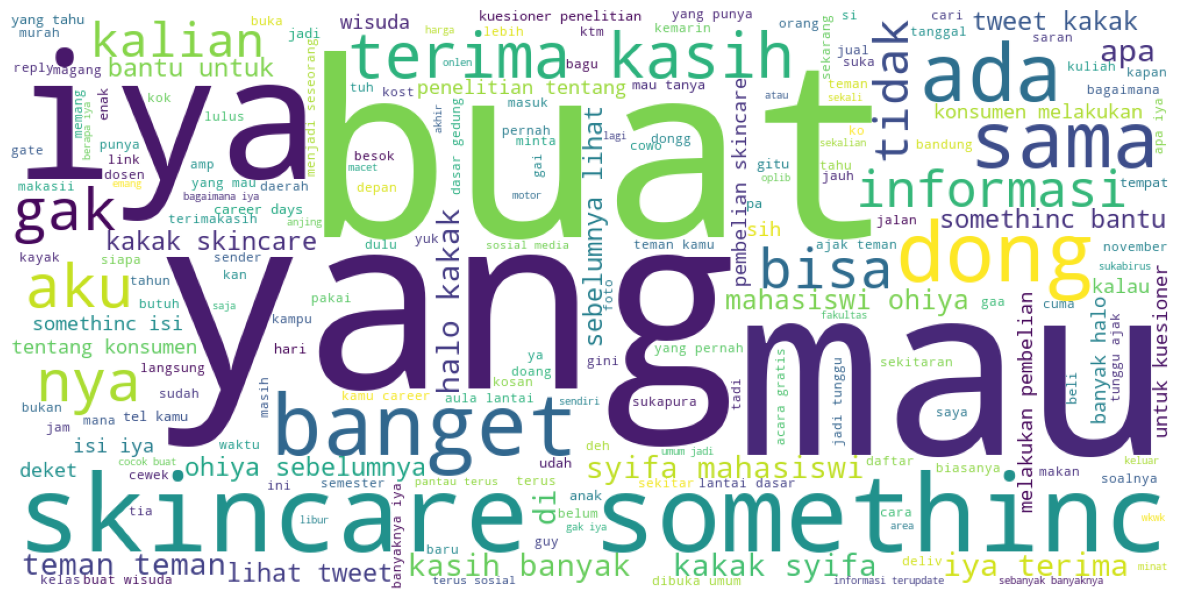 yang tahu
buka
jadi
wisuda
kuesioner penelitian
yang punya
orang
si
cari
tweet kakak
murah
iya
kalian
harga
lebih
ktm
kemarin
tanggal
saran
apa
reply
magang
bantu untuk
menjadi seseorang
terima kasih
onlen
bagu
sekarang
jual
suka
tidak
ada
kuliah
kapan
bagaimana
enak
kok
tuh
kost
penelitian tentang
mau tanya
teman
konsumen melakukan
memang
berapa iya
lulus
buat
akhir
masuk
pernah
minta
lagi
atau
sekali
ko
sekalian
bandung
sama
apa iya
gate
punya
link
dosen
amp
besok
macet
dasar gedung
gai
cowo
dongg
gitu
tahu
jauh
oplib
makasii
yang mau
daerah
depan
motor
pa
informasi
tempat
emang
bagaimana iya
career days
gak
terimakasih
anjing
sebelumnya lihat
pembelian skincare
jalan
somethinc bantu
kakak skincare
sender
dulu
yuk
sosial media
teman kamu
sih
ajak teman
dong
november
kayak
siapa
kan
halo kakak
bisa
sukabirus
aku
tahun
saja
pakai
foto
mahasiswi ohiya
gaa
cuma
kalau
butuh
kampu
yang
fakultas
somethinc isi
hari
ya
doang
gini
yang pernah
mau
sekitaran
melakukan pembelian
banyak halo
tunggu ajak
untuk kuesioner
tentang konsumen
langsung
kosan
tadi
acara gratis
jadi tunggu
beli
nya
sudah
masih
kamu career
aula lantai
sendiri
sukapura
saya
bukan
mana
tel kamu
banget
jam
isi iya
waktu
deh
umum jadi
daftar
biasanya
makan
keluar
deket
cocok buat
cewek
ohiya sebelumnya
udah
syifa mahasiswi
soalnya
ini
semester
pantau terus
terus
di
sekitar
lantai dasar
skincare somethinc
tia
libur
banyaknya iya
anak
belum
gak iya
cara
area
wkwk
guy
teman teman
lihat tweet
baru
kasih banyak
kakak syifa
deliv
iya terima
minat
kelas
buat wisuda
terus sosial
dibuka umum
informasi terupdate
sebanyak banyaknya